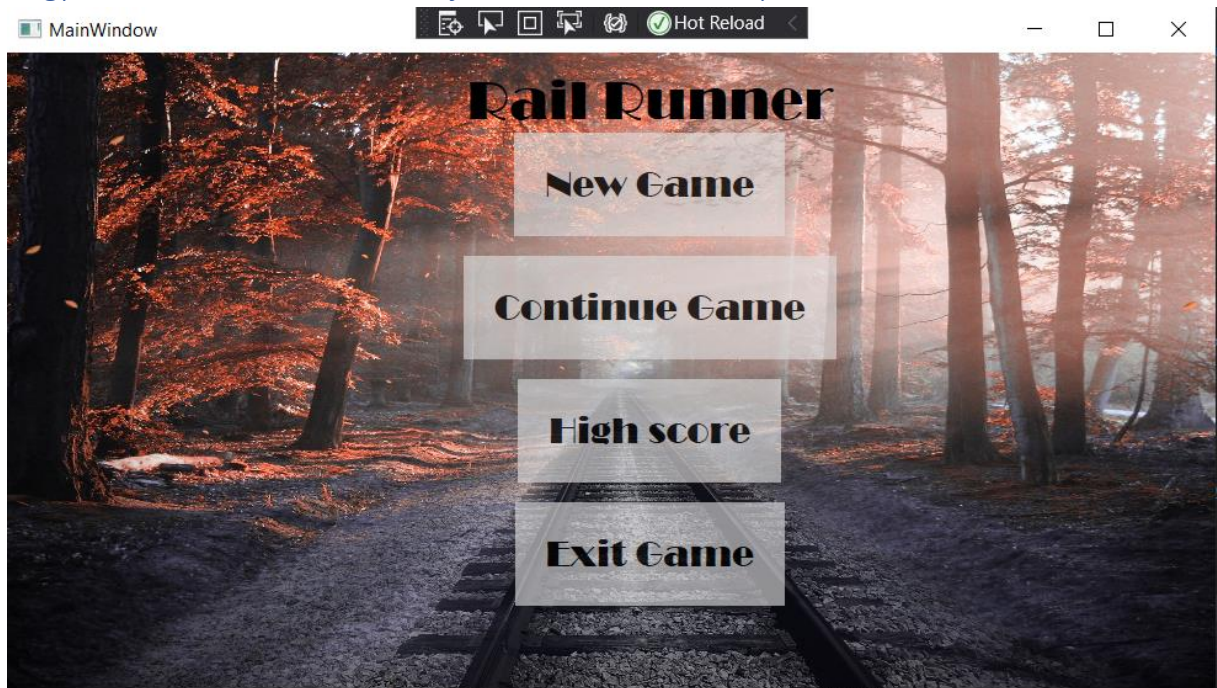 MainWindow
Hot Reload
Rail Runner
New Game
Continue Game
High score
Exit Game